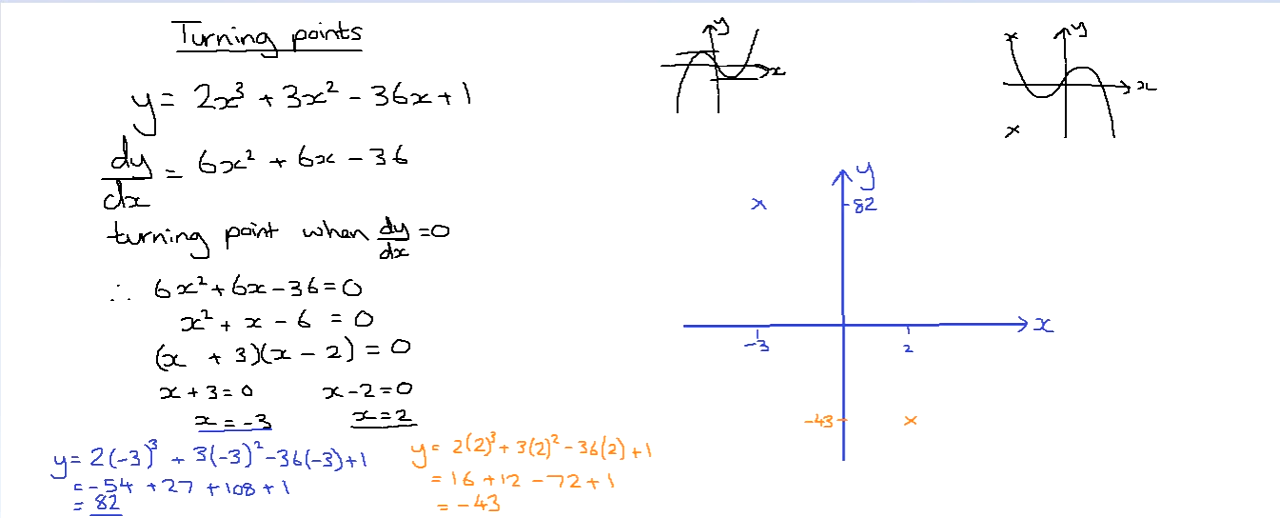 Turning points
y = 2x³ + 3x² - 36x + 1
dy/dx = 6x² + 6x - 36
turning point when dy/dx = 0
∴ 6x² + 6x - 36 = 0
x² + x - 6 = 0
(x + 3)(x - 2) = 0
x + 3 = 0 x - 2 = 0
x = -3 x = 2
y = 2(-3)³ + 3(-3)² - 36(-3) + 1
= -54 + 27 + 108 + 1
= 82
y = 2(2)³ + 3(2)² - 36(2) + 1
= 16 + 12 - 72 + 1
= -43
y
x
y
x
y
82
x
-3
2
-43